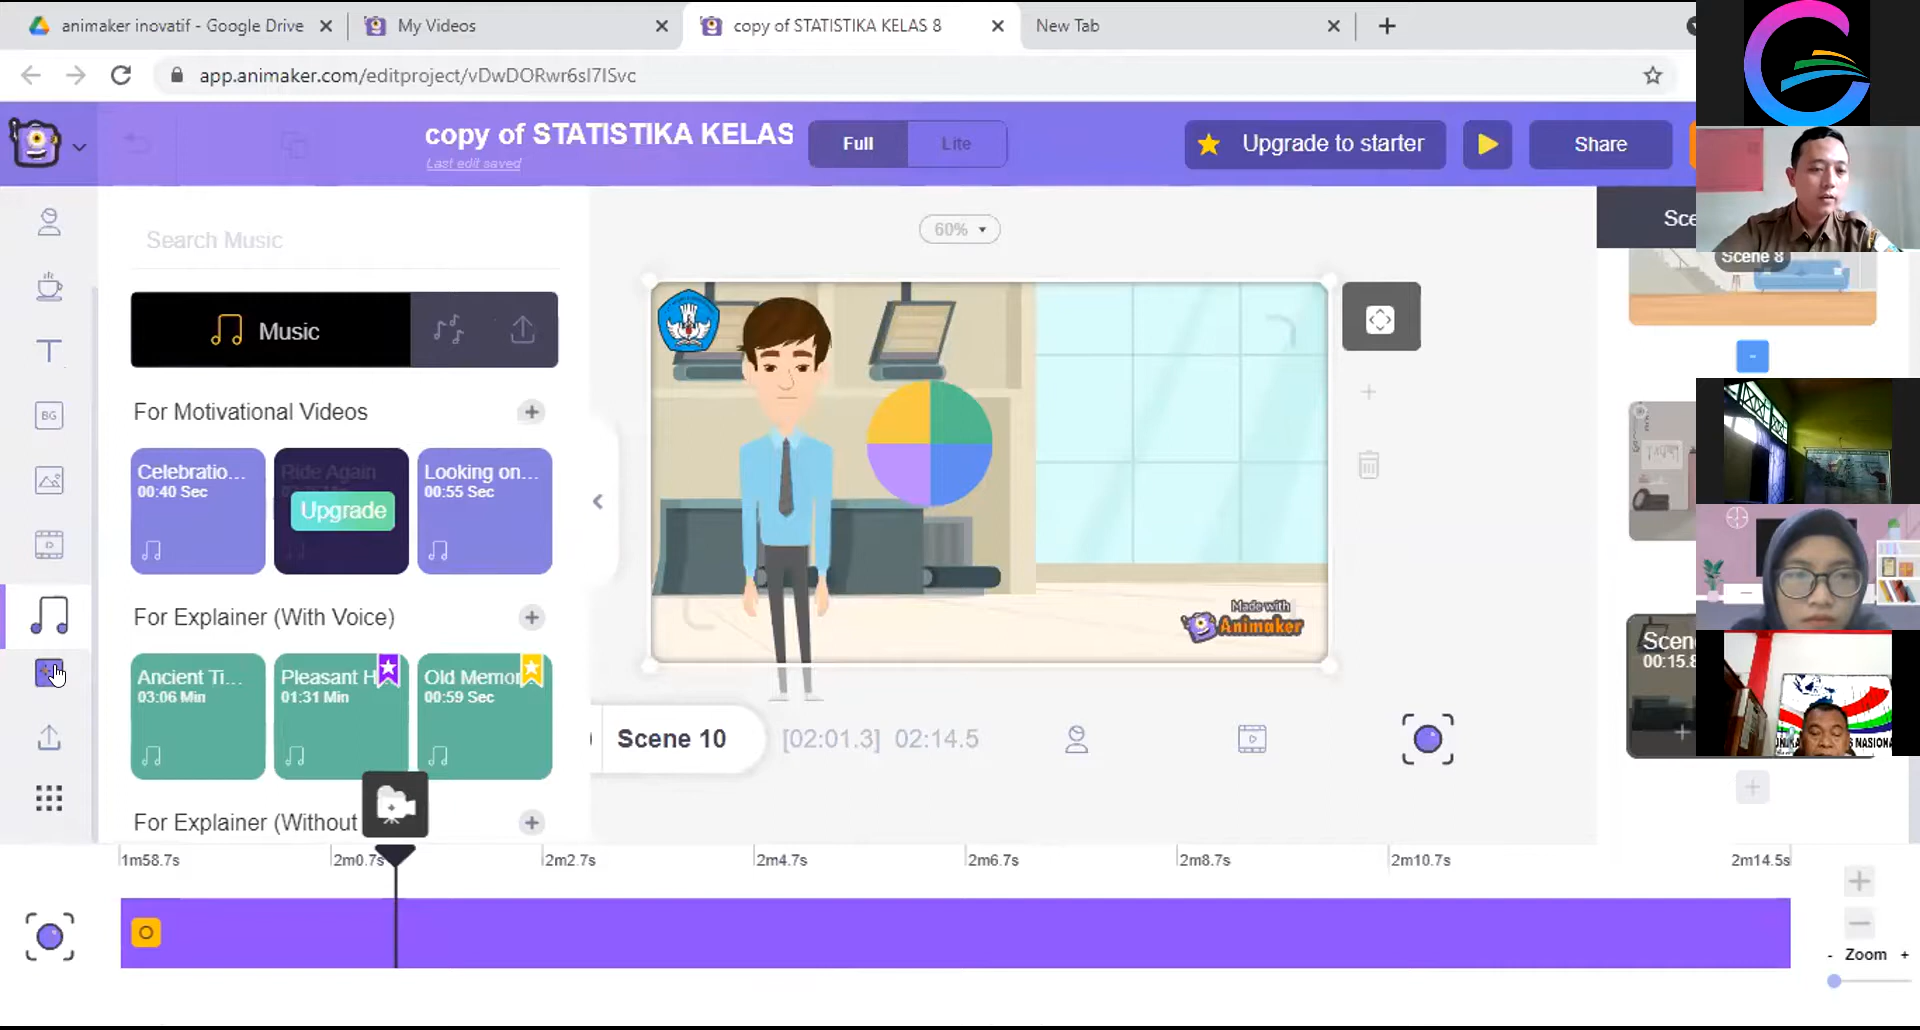 animaker inovatif - Google Drive
My Videos
copy of STATISTIKA KELAS 8
New Tab
app.animaker.com/editproject/vDwDORwr6sI7ISvc
copy of STATISTIKA KELAS
Last edit saved
Full
Lite
Upgrade to starter
Share
Search Music
60%
Sce
Scene 8
Music
For Motivational Videos
Celebratio...
00:40 Sec
Ride Again
Upgrade
Looking on...
00:55 Sec
BG
For Explainer (With Voice)
Ancient Ti...
03:06 Min
Pleasant H
01:31 Min
Old Memor
00:59 Sec
Made with
Animaker
Scene
00:15.8
NASIONA
Scene 10
[02:01.3] 02:14.5
For Explainer (Without
1m58.7s
2m0.7s
2m2.7s
2m4.7s
2m6.7s
2m8.7s
2m10.7s
2m14.5s
- Zoom +